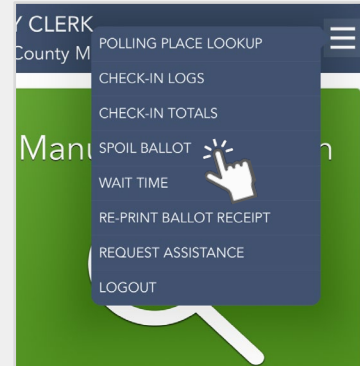 Y CLERK
County M
POLLING PLACE LOOKUP
CHECK-IN LOGS
CHECK-IN TOTALS
Manu n
SPOIL BALLOT
WAIT TIME
RE-PRINT BALLOT RECEIPT
REQUEST ASSISTANCE
LOGOUT